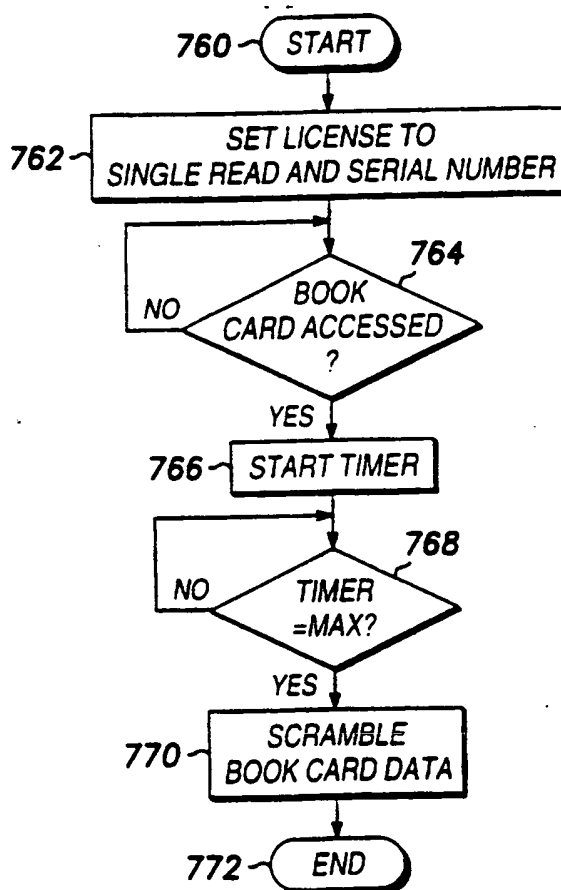 760 START
762 SET LICENSE TO
SINGLE READ AND SERIAL NUMBER
764
BOOK
CARD ACCESSED
?
NO
YES
766 START TIMER
768
TIMER
=MAX?
NO
YES
770 SCRAMBLE
BOOK CARD DATA
772 END